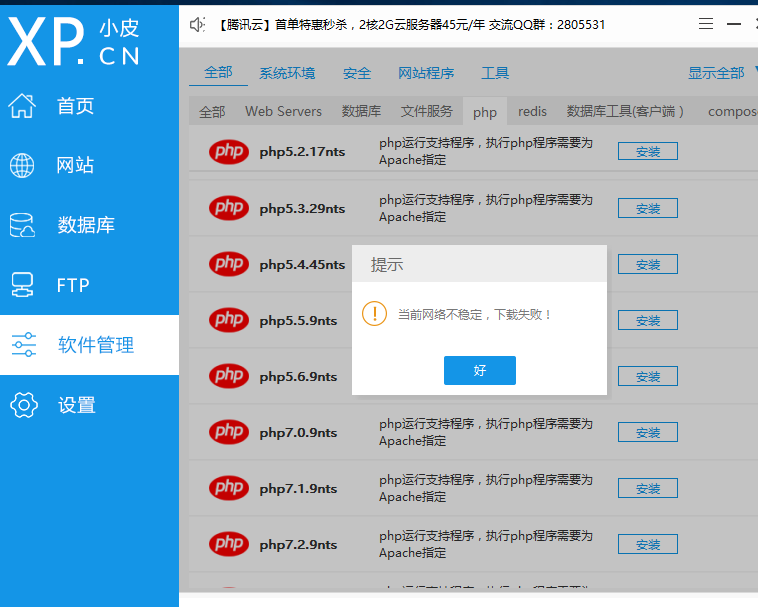 XP.CN 小皮
【腾讯云】首单特惠秒杀，2核2G云服务器45元/年 交流QQ群：2805531
首页
网站
数据库
FTP
软件管理
设置
全部 系统环境 安全 网站程序 工具 显示全部
全部 Web Servers 数据库 文件服务 php redis 数据库工具(客户端) compos
php php5.2.17nts php运行支持程序，执行php程序需要为
Apache指定 安装
php php5.3.29nts php运行支持程序，执行php程序需要为
Apache指定 安装
php php5.4.45nts 安装
php php5.5.9nts 安装
php php5.6.9nts 安装
提示
当前网络不稳定，下载失败！
好
php php7.0.9nts php运行支持程序，执行php程序需要为
Apache指定 安装
php php7.1.9nts php运行支持程序，执行php程序需要为
Apache指定 安装
php php7.2.9nts php运行支持程序，执行php程序需要为
Apache指定 安装